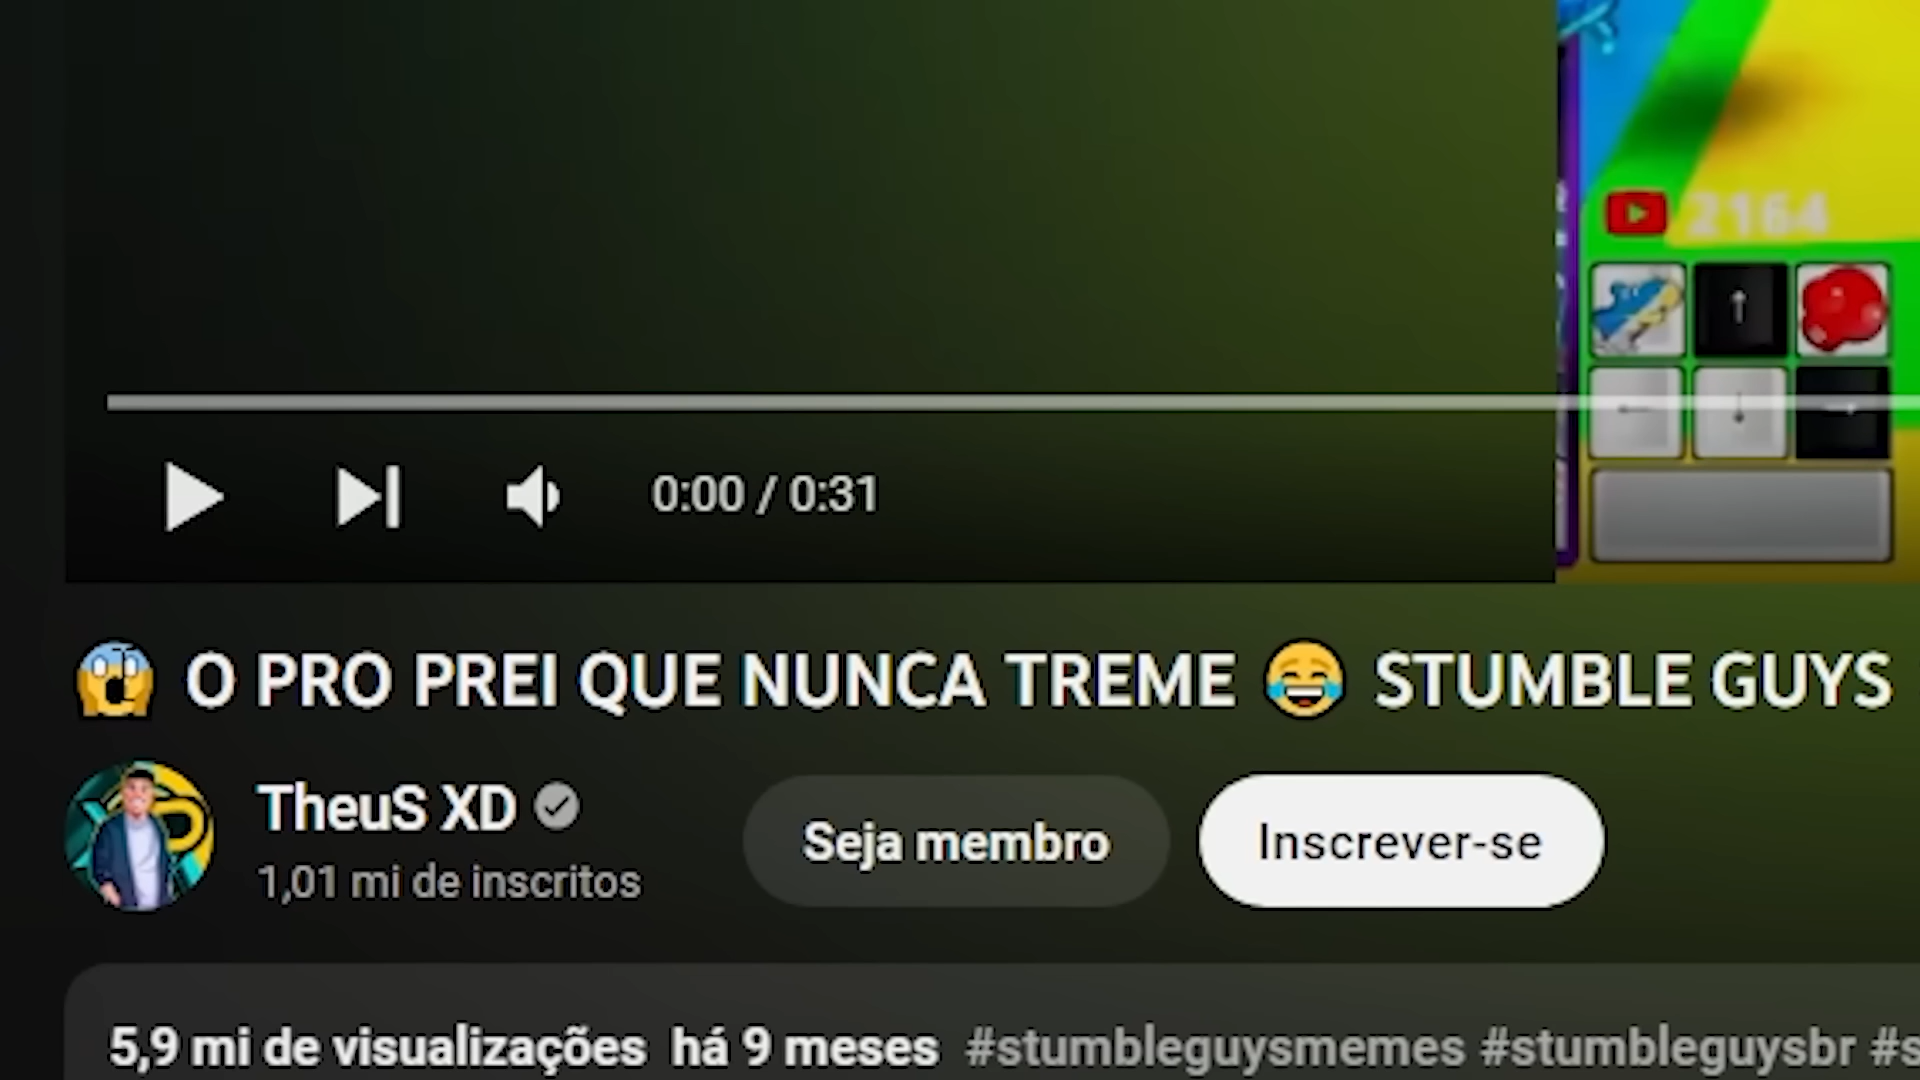 2164
0:00 / 0:31
😱 O PRO PREI QUE NUNCA TREME 😂 STUMBLE GUYS
TheuS XD
1,01 mi de inscritos
Seja membro
Inscrever-se
5,9 mi de visualizações há 9 meses #stumbleguysmemes #stumbleguysbr #s